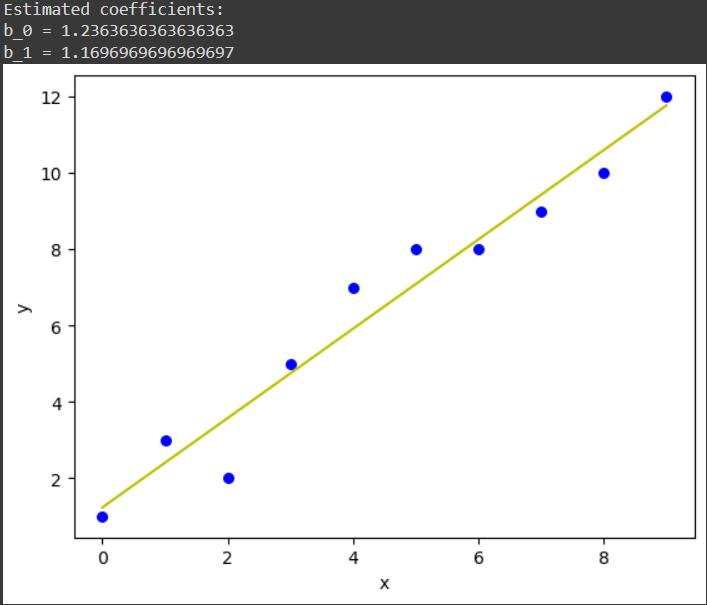 Estimated coefficients:
b_0 = 1.2363636363636363
b_1 = 1.1696969696969697
12
10
8
6
4
2
y
0 2 4 6 8
x